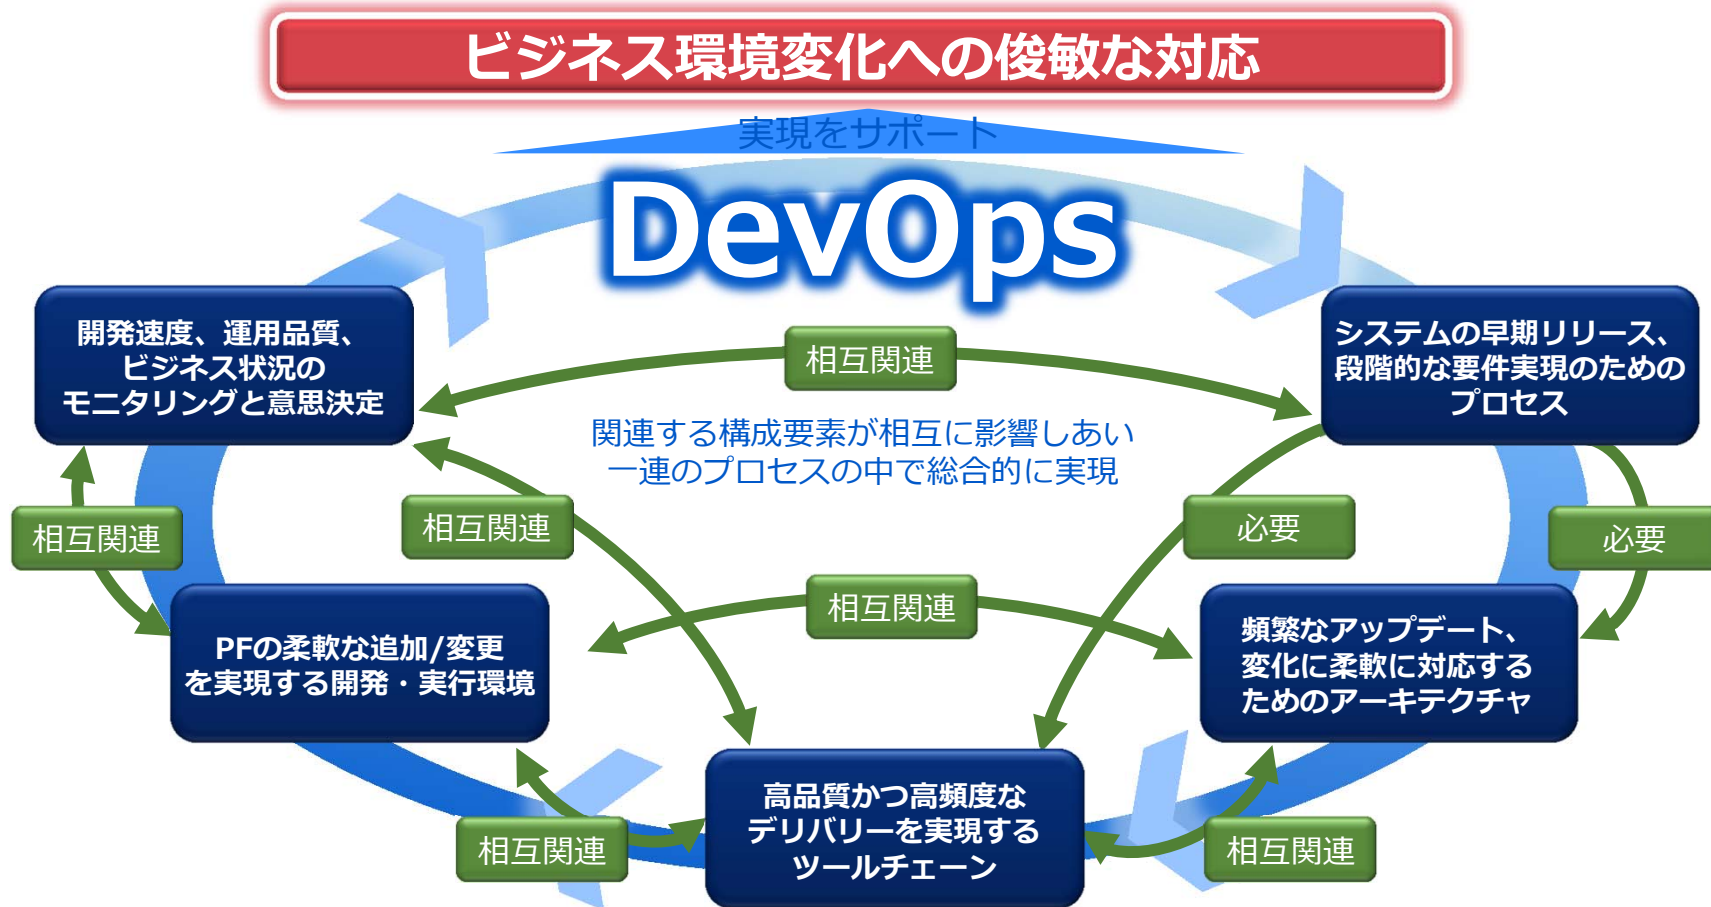 ビジネス環境変化への俊敏な対応
実現をサポート
DevOps
開発速度、運用品質、
ビジネス状況の
モニタリングと意思決定
システムの早期リリース、
段階的な要件実現のための
プロセス
相互関連
関連する構成要素が相互に影響しあい
一連のプロセスの中で総合的に実現
相互関連
相互関連
必要
必要
PFの柔軟な追加/変更
を実現する開発・実行環境
相互関連
頻繁なアップデート、
変化に柔軟に対応する
ためのアーキテクチャ
高品質かつ高頻度な
デリバリーを実現する
ツールチェーン
相互関連
相互関連